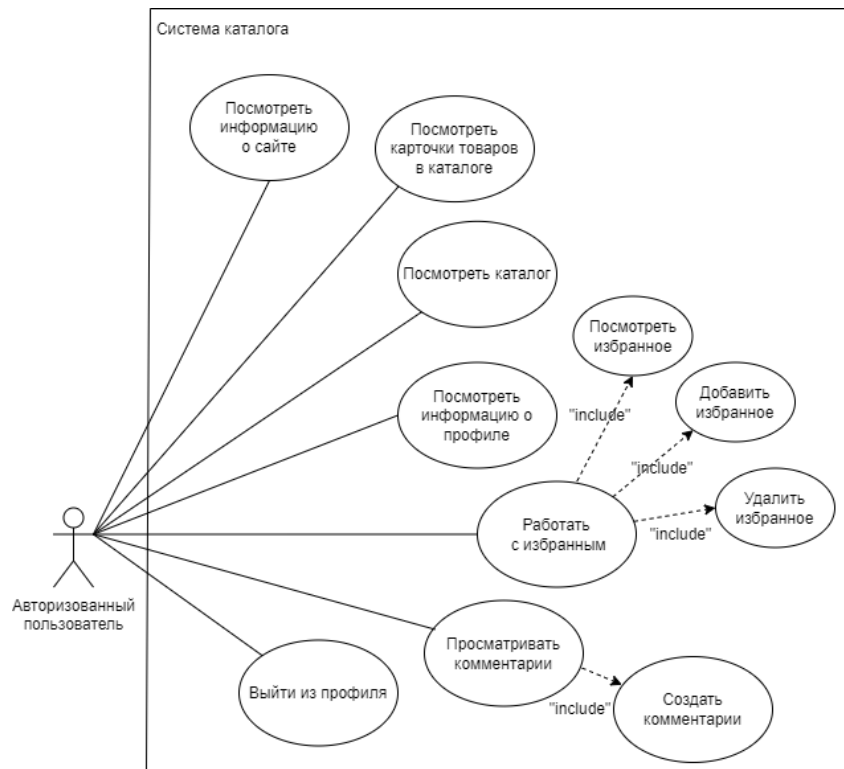 Система каталога
Посмотреть
информацию
о сайте
Посмотреть
карточки товаров
в каталоге
Посмотреть каталог
Посмотреть
избранное
Посмотреть
информацию о
профиле
Добавить
избранное
"include"
"include"
Удалить
избранное
Работать
с избранным
"include"
Авторизованный
пользователь
Просматривать
комментарии
Выйти из профиля
"include"
Создать
комментарии